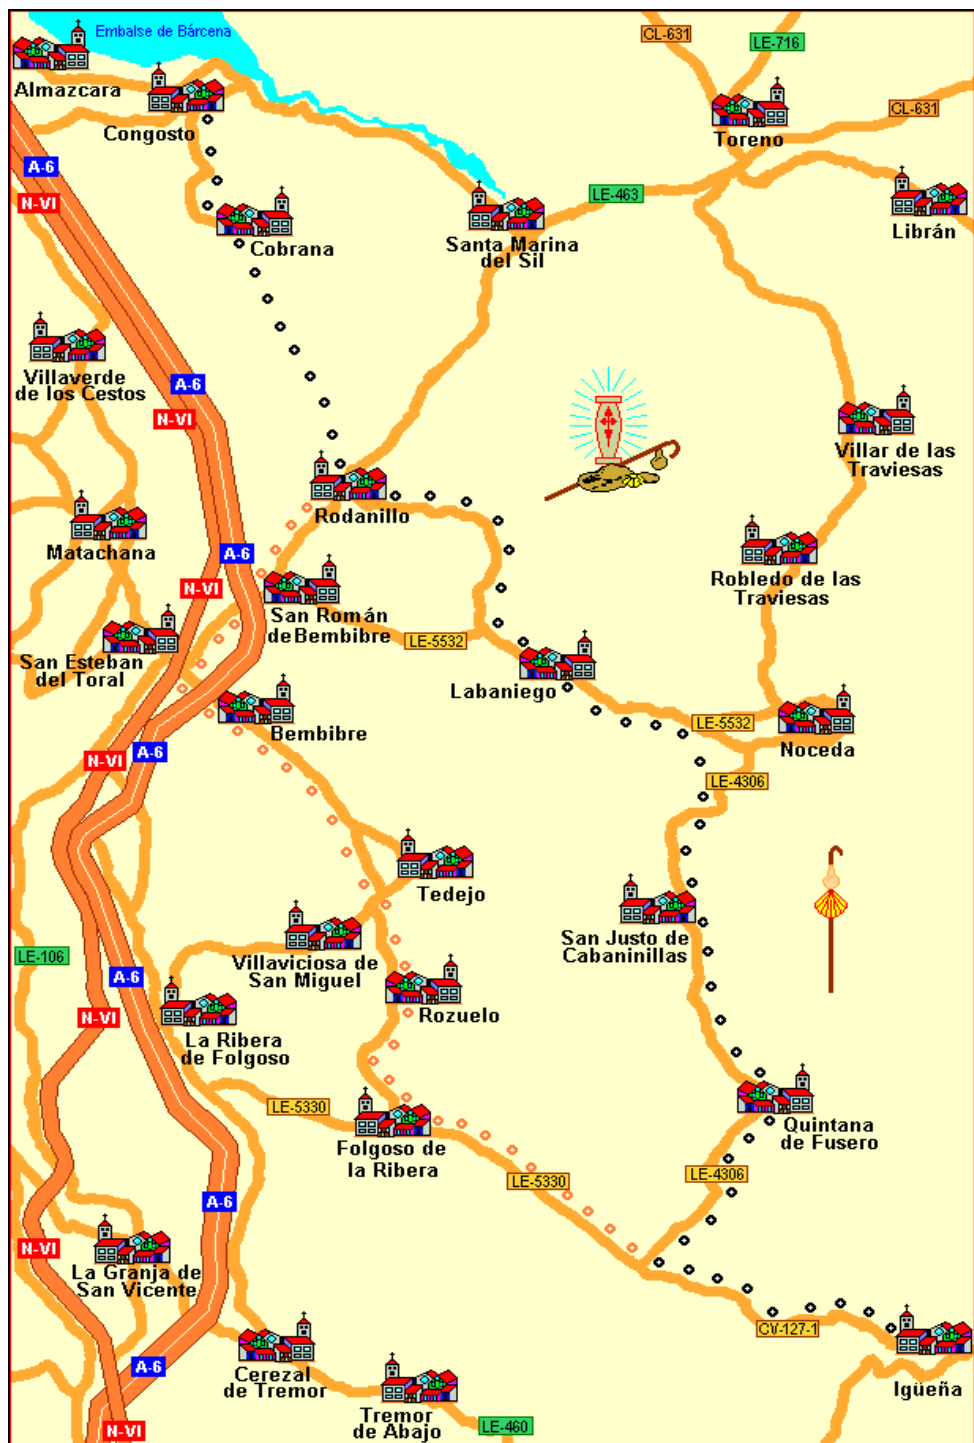 Embalse de Bárcena
CL-631
LE-716
Almazcara
Congosto
CL-631
Toreno
A-6
N-VI
LE-463
Librán
Cobrana
Santa Marina
del Sil
Villaverde
de los Cestos
A-6
N-VI
Villar de las
Traviesas
Rodanillo
Matachana
A-6
N-VI
Robledo de las
Traviesas
San Román
de Bembibre
LE-5532
San Esteban
del Toral
Labaniego
Bembibre
LE-5532
Noceda
N-VI
A-6
LE-4306
Tedejo
San Justo de
Cabaninillas
LE-106
Villaviciosa de
San Miguel
A-6
N-VI
Rozuelo
La Ribera
de Folgoso
LE-5330
Folgoso de
la Ribera
Quintana
de Fusero
LE-5330
LE-4306
A-6
N-VI
La Granja de
San Vicente
CV-127-1
A-6
Cerezal
de Tremor
Igüeña
Tremor
de Abajo
N-VI
LE-460